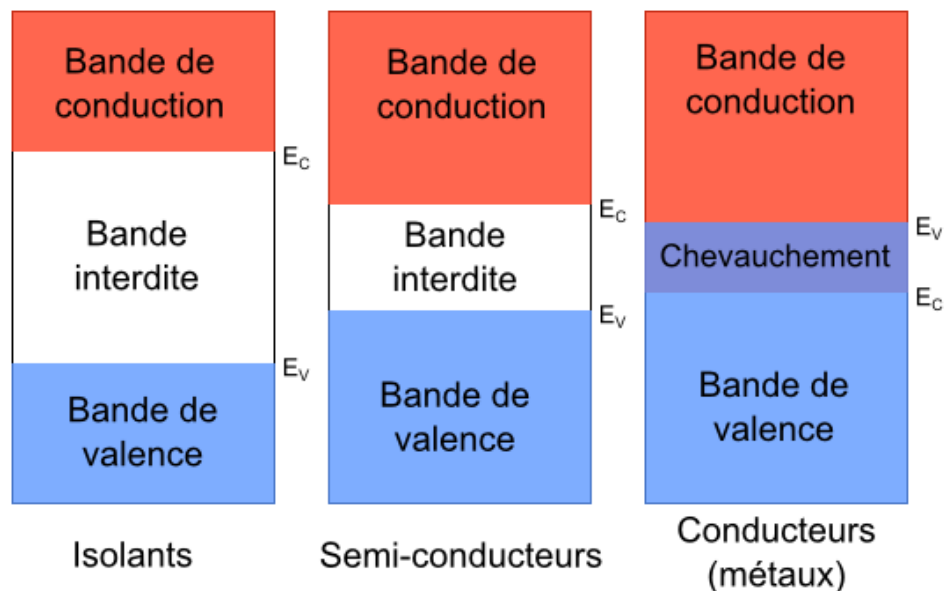 Bande de
conduction
E_C
Bande
interdite
E_V
Bande de
valence
Isolants
Bande de
conduction
E_C
Bande
interdite
E_V
Bande de
valence
Semi-conducteurs
Bande de
conduction
E_V
Chevauchement
E_C
Bande de
valence
Conducteurs
(métaux)